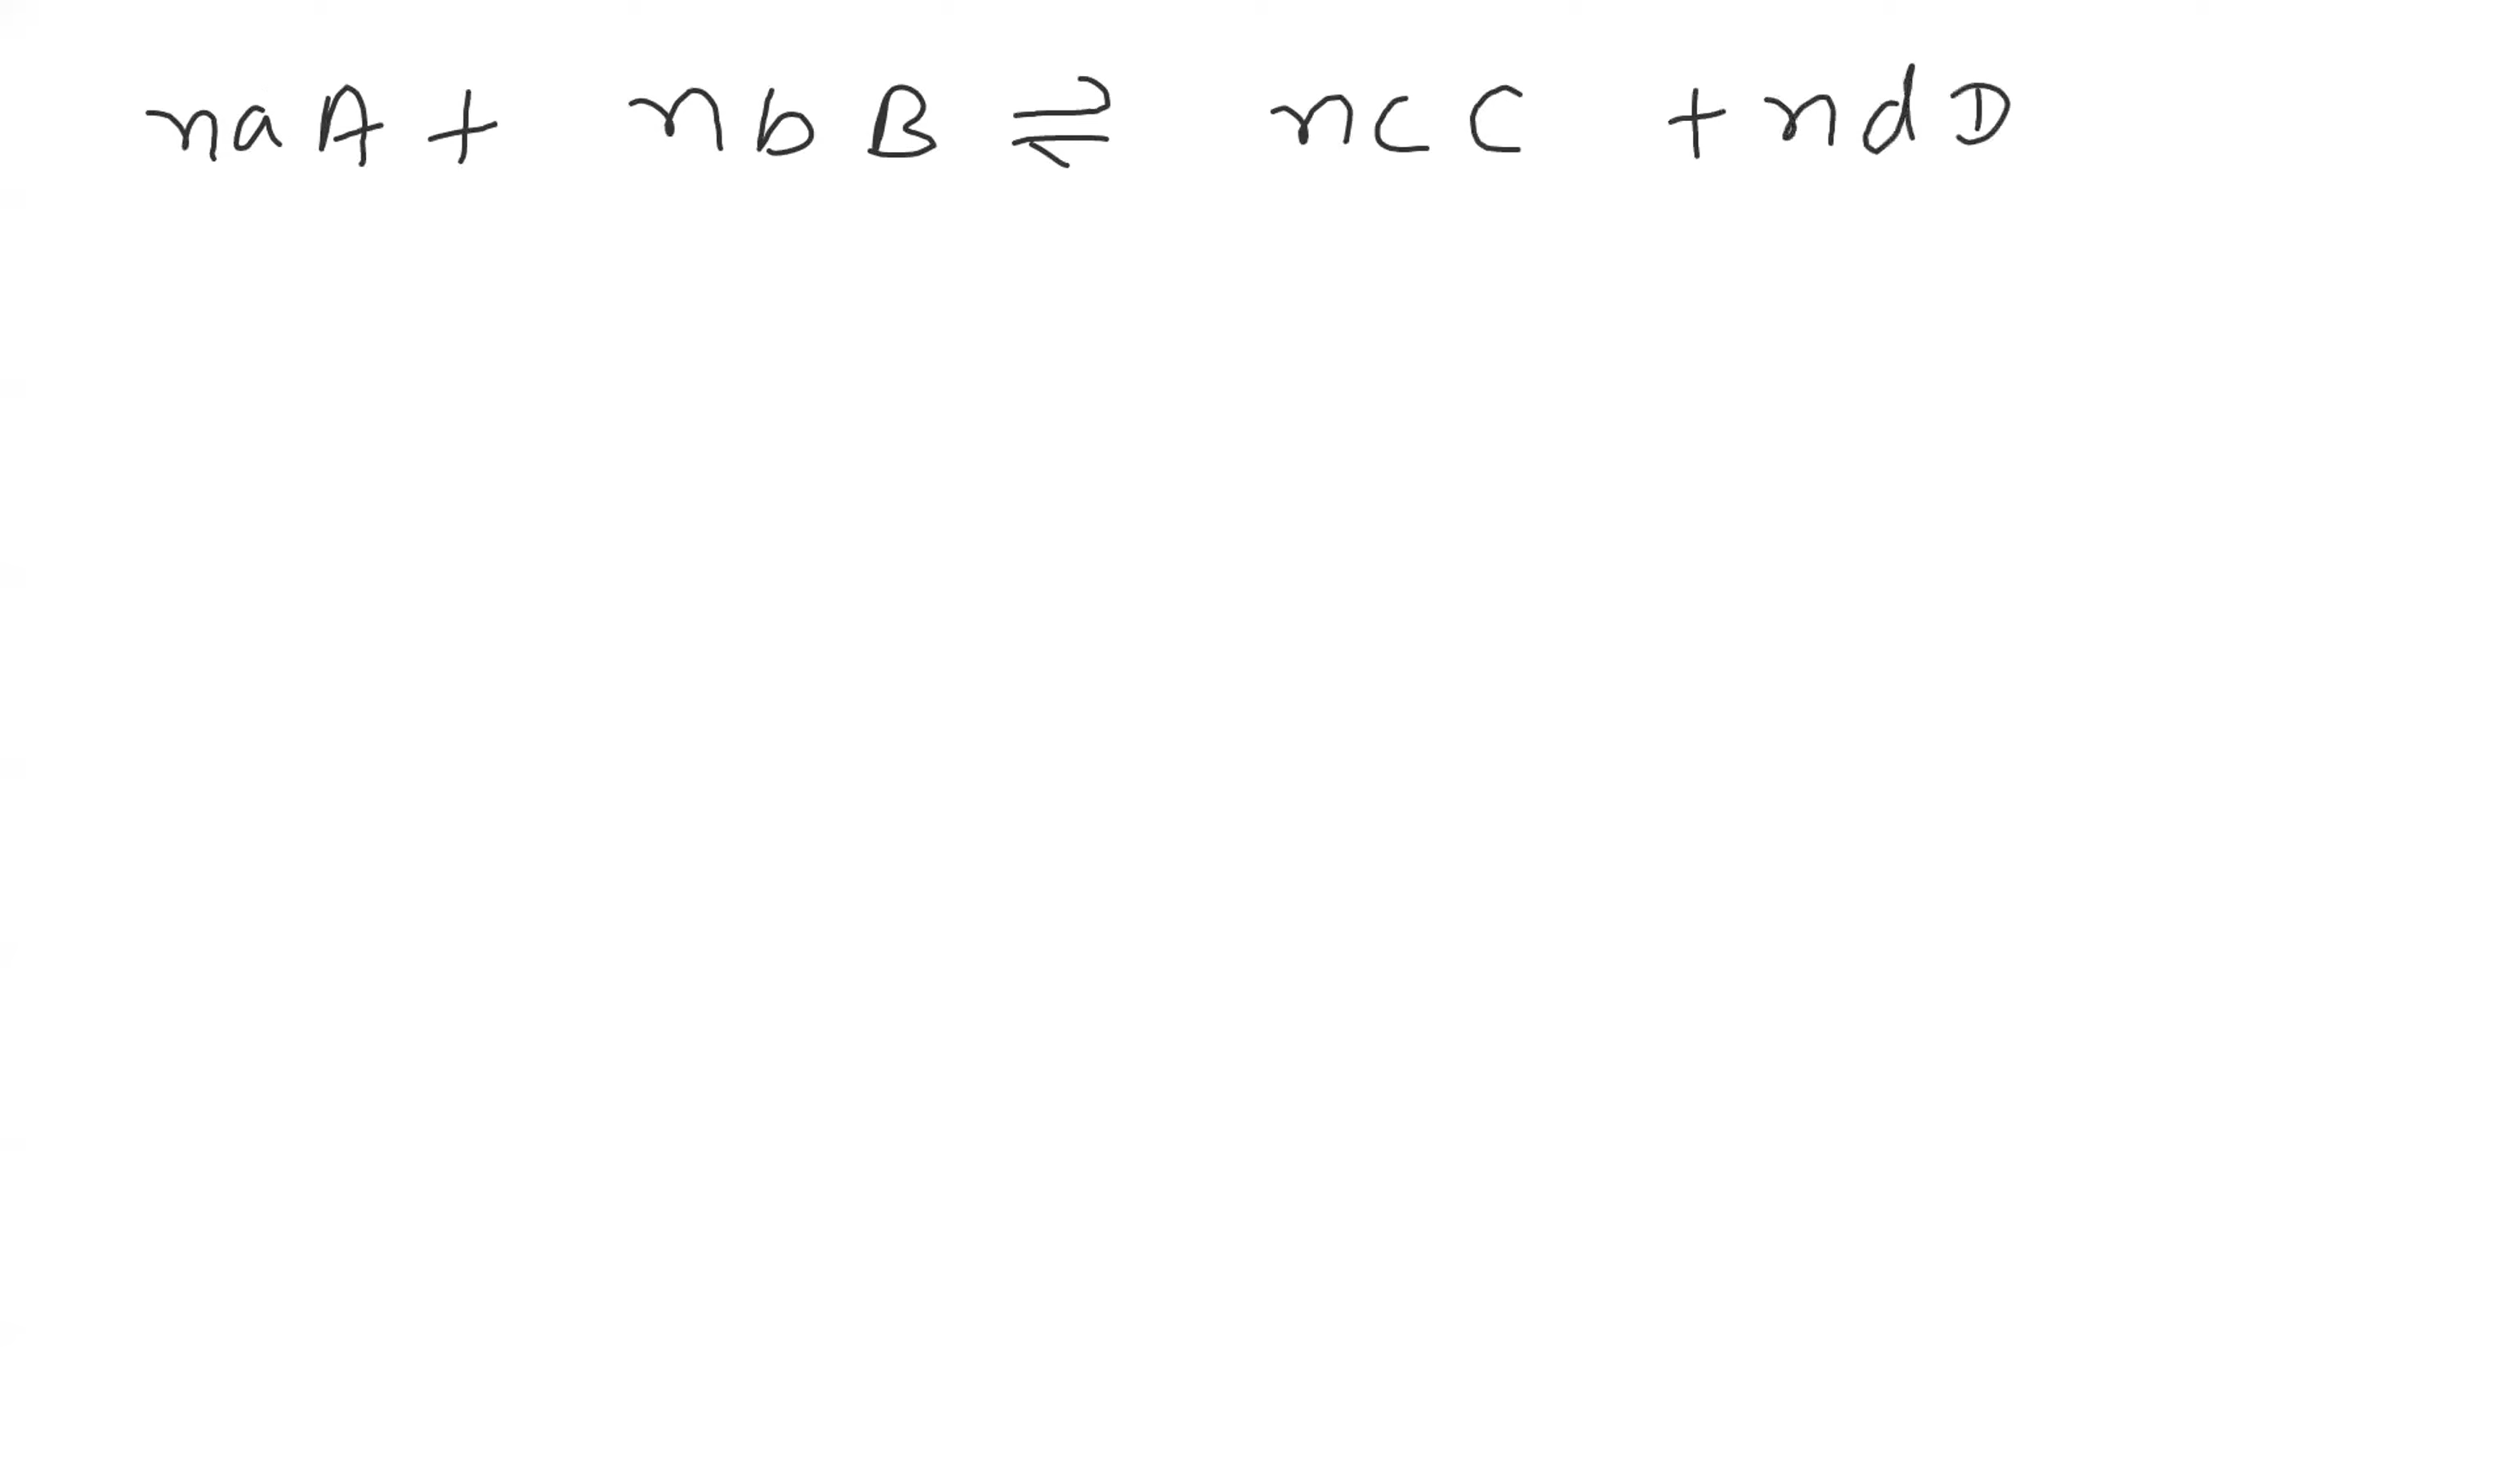 naA + nbB ⇌ ncC + ndD